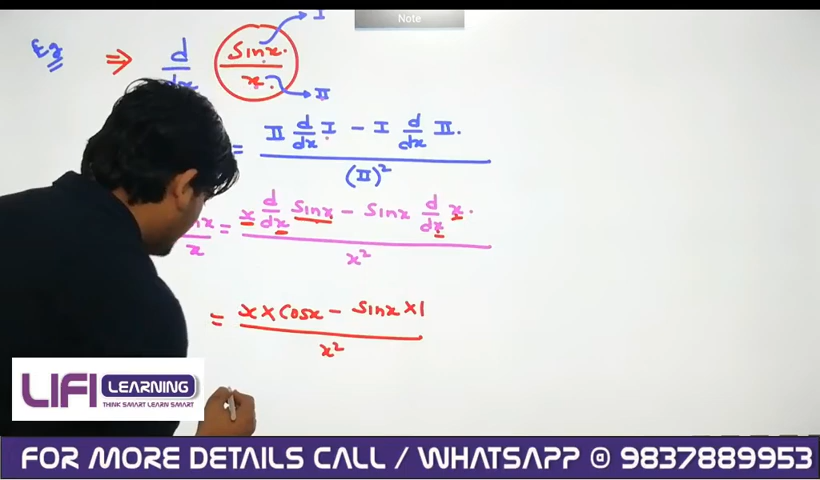 Note
Eg ⇒ d/dx (Sinx/x) I
II
= II d/dx I - I d/dx II
(II)²
x = x d/dx Sinx - Sinx d/dx x
x²
= x×Cosx - Sinx×1
x²
LIFI LEARNING
THINK SMART LEARN SMART
FOR MORE DETAILS CALL / WHATSAPP @ 9837889953